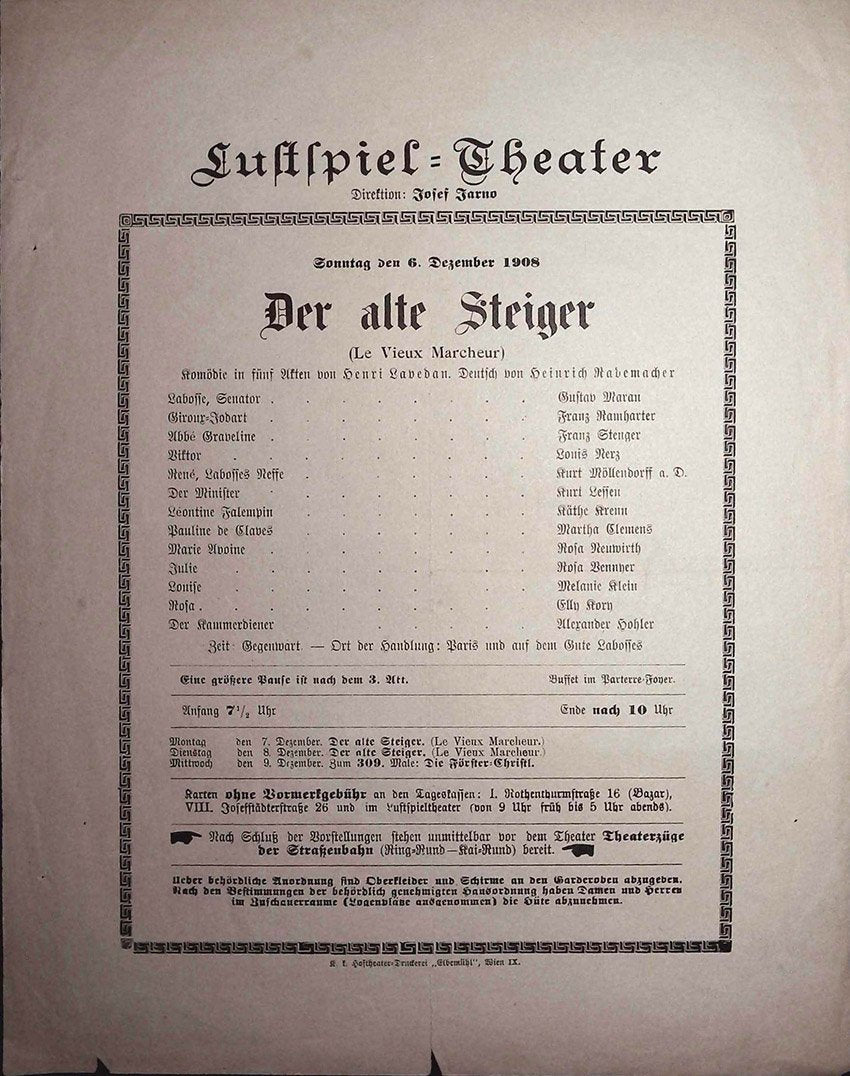 Lustspiel-Theater
Direktion: Josef Jarno
Sonntag den 6. Dezember 1908
Der alte Steiger
(Le Vieux Marcheur)
Komödie in fünf Akten von Henri Lavedan. Deutsch von Heinrich Rademacher
Labosse, Senator . . . . . . . . Gustav Maran
Giroux-Jodart . . . . . . . . Franz Ramharter
Abbé Graveline . . . . . . . . Franz Stenger
Viktor . . . . . . . . . Louis Nerz
René, Labosses Neffe . . . . . . . Kurt Möllendorff a. D.
Der Minister . . . . . . . . Kurt Lessen
Léontine Falempin . . . . . . . Käthe Krenn
Pauline de Claves . . . . . . . Martha Clemens
Marie Avoine . . . . . . . . Rosa Neuwirth
Julie . . . . . . . . . Rosa Vennyer
Louise . . . . . . . . . Melanie Klein
Rosa . . . . . . . . . . Elly Kory
Der Kammerdiener . . . . . Alexander Hohler
Zeit: Gegenwart. — Ort der Handlung: Paris und auf dem Gute Labosses
Eine größere Pause ist nach dem 3. Akt. Buffet im Parterre-Foyer.
Anfang 7 1/2 Uhr Ende nach 10 Uhr
Montag den 7. Dezember. Der alte Steiger. (Le Vieux Marcheur.)
Dienstag den 8. Dezember. Der alte Steiger. (Le Vieux Marcheur.)
Mittwoch den 9. Dezember. Zum 309. Male: Die Förster-Christl.
Karten ohne Vormerkgebühr an den Tageskassen: I. Rothenthurmstraße 16 (Bazar),
VIII. Josefstädterstraße 26 und im Lustspieltheater (von 9 Uhr früh bis 5 Uhr abends).
Nach Schluß der Vorstellungen stehen unmittelbar vor dem Theater Theaterzüge
der Straßenbahn (Ring-Rund—Kai-Rund) bereit.
Ueber behördliche Anordnung sind Oberkleider und Schirme an den Garderoben abzugeben.
Nach den Bestimmungen der behördlich genehmigten Hausordnung haben Damen und Herren
im Zuschauerraume (Logenplätze ausgenommen) die Hüte abzunehmen.
K. k. Hoftheater-Druckerei „Elbemühl", Wien IX.